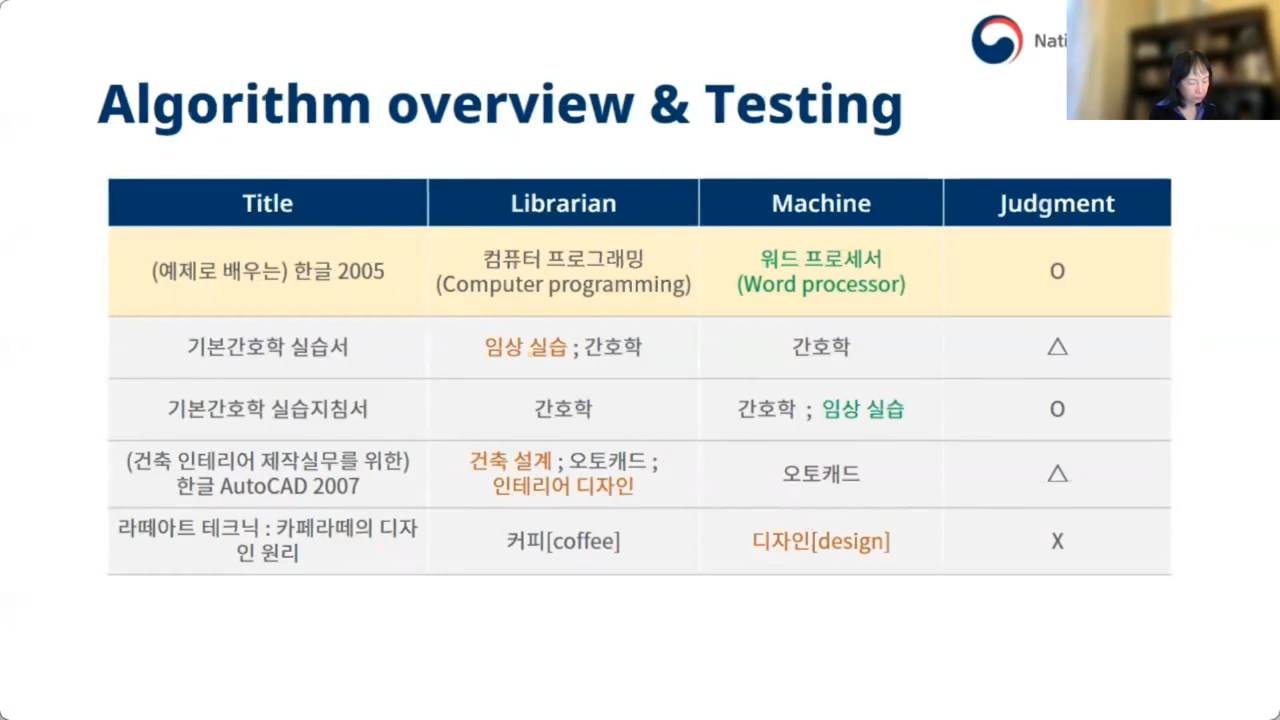 Nati
Algorithm overview & Testing
Title Librarian Machine Judgment
(예제로 배우는) 한글 2005 컴퓨터 프로그래밍 (Computer programming) 워드 프로세서 (Word processor) O
기본간호학 실습서 임상 실습 ; 간호학 간호학 △
기본간호학 실습지침서 간호학 간호학 ; 임상 실습 O
(건축 인테리어 제작실무를 위한) 한글 AutoCAD 2007 건축 설계 ; 오토캐드 ; 인테리어 디자인 오토캐드 △
라떼아트 테크닉 : 카페라떼의 디자인 원리 커피[coffee] 디자인[design] X